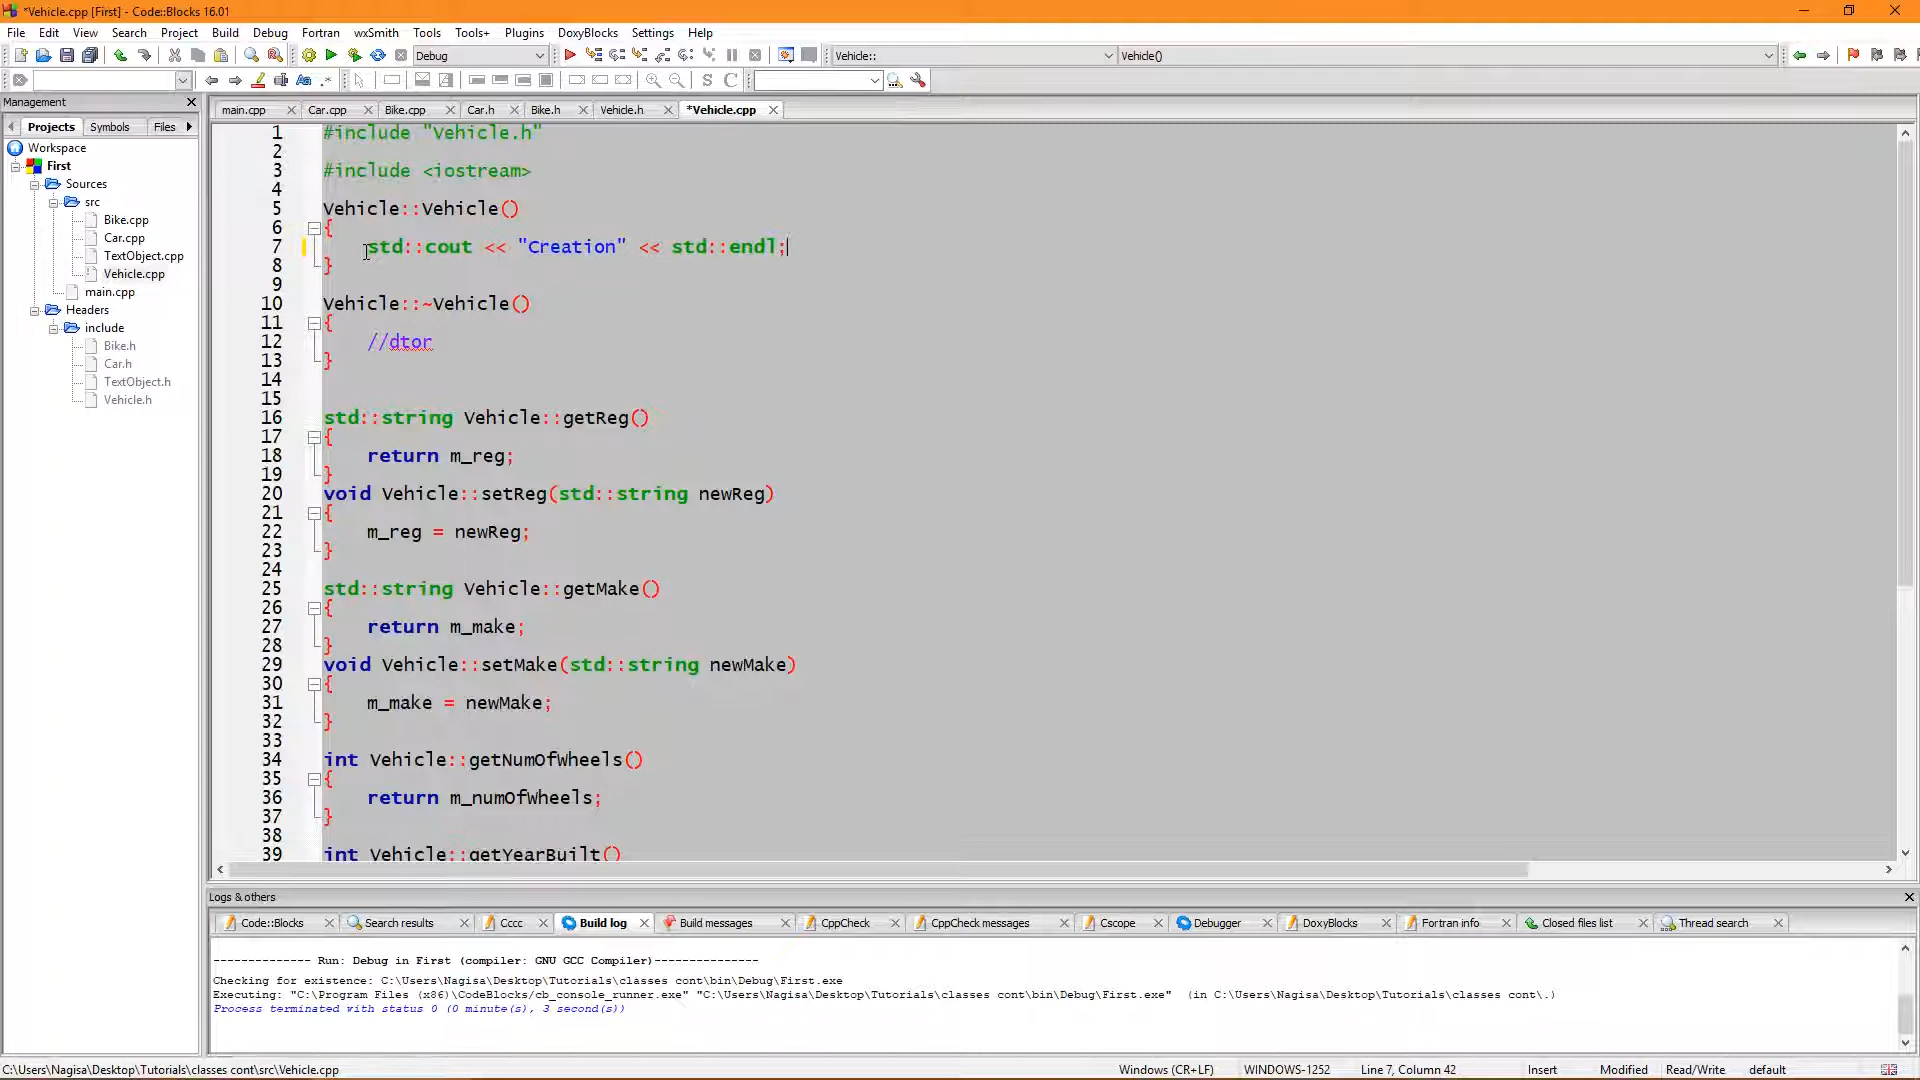 *Vehicle.cpp [First] - Code::Blocks 16.01
File Edit View Search Project Build Debug Fortran wxSmith Tools Tools+ Plugins DoxyBlocks Settings Help
Debug Vehicle:: Vehicle()
Management
main.cpp Car.cpp Bike.cpp Car.h Bike.h Vehicle.h *Vehicle.cpp
Projects Symbols Files
Workspace
First
Sources
src
Bike.cpp
Car.cpp
TextObject.cpp
Vehicle.cpp
main.cpp
Headers
include
Bike.h
Car.h
TextObject.h
Vehicle.h
1 #include "Vehicle.h"
2
3 #include <iostream>
4
5 Vehicle::Vehicle()
6 {
7 std::cout << "Creation" << std::endl;
8 }
9
10 Vehicle::~Vehicle()
11 {
12 //dtor
13 }
14
15
16 std::string Vehicle::getReg()
17 {
18 return m_reg;
19 }
20 void Vehicle::setReg(std::string newReg)
21 {
22 m_reg = newReg;
23 }
24
25 std::string Vehicle::getMake()
26 {
27 return m_make;
28 }
29 void Vehicle::setMake(std::string newMake)
30 {
31 m_make = newMake;
32 }
33
34 int Vehicle::getNumOfWheels()
35 {
36 return m_numOfWheels;
37 }
38
39 int Vehicle::getYearBuilt()
Logs & others
Code::Blocks Search results Cccc Build log Build messages CppCheck CppCheck messages Cscope Debugger DoxyBlocks Fortran info Closed files list Thread search
-------------- Run: Debug in First (compiler: GNU GCC Compiler)---------------
Checking for existence: C:\Users\Nagisa\Desktop\Tutorials\classes cont\bin\Debug\First.exe
Executing: "C:\Program Files (x86)\CodeBlocks/cb_console_runner.exe" "C:\Users\Nagisa\Desktop\Tutorials\classes cont\bin\Debug\First.exe" (in C:\Users\Nagisa\Desktop\Tutorials\classes cont\.)
Process terminated with status 0 (0 minute(s), 3 second(s))
C:\Users\Nagisa\Desktop\Tutorials\classes cont\src\Vehicle.cpp Windows (CR+LF) WINDOWS-1252 Line 7, Column 42 Insert Modified Read/Write default